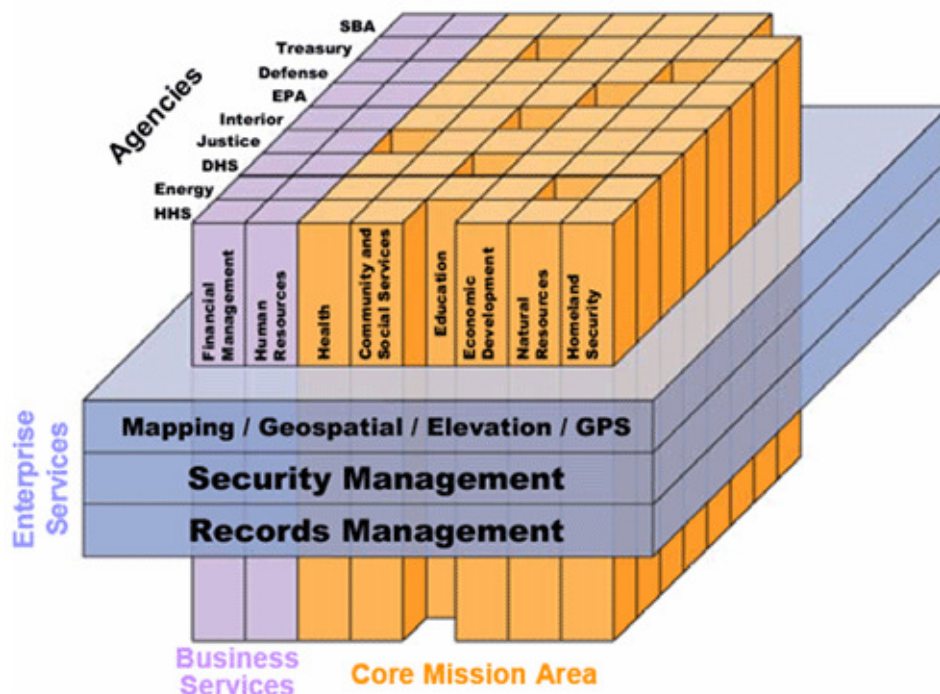 SBA
Treasury
Defense
EPA
Interior
Justice
DHS
Energy
HHS
Agencies
Financial
Management
Human
Resources
Health
Community and
Social Services
Education
Economic
Development
Natural
Resources
Homeland
Security
Mapping / Geospatial / Elevation / GPS
Security Management
Records Management
Enterprise
Services
Business
Services
Core Mission Area